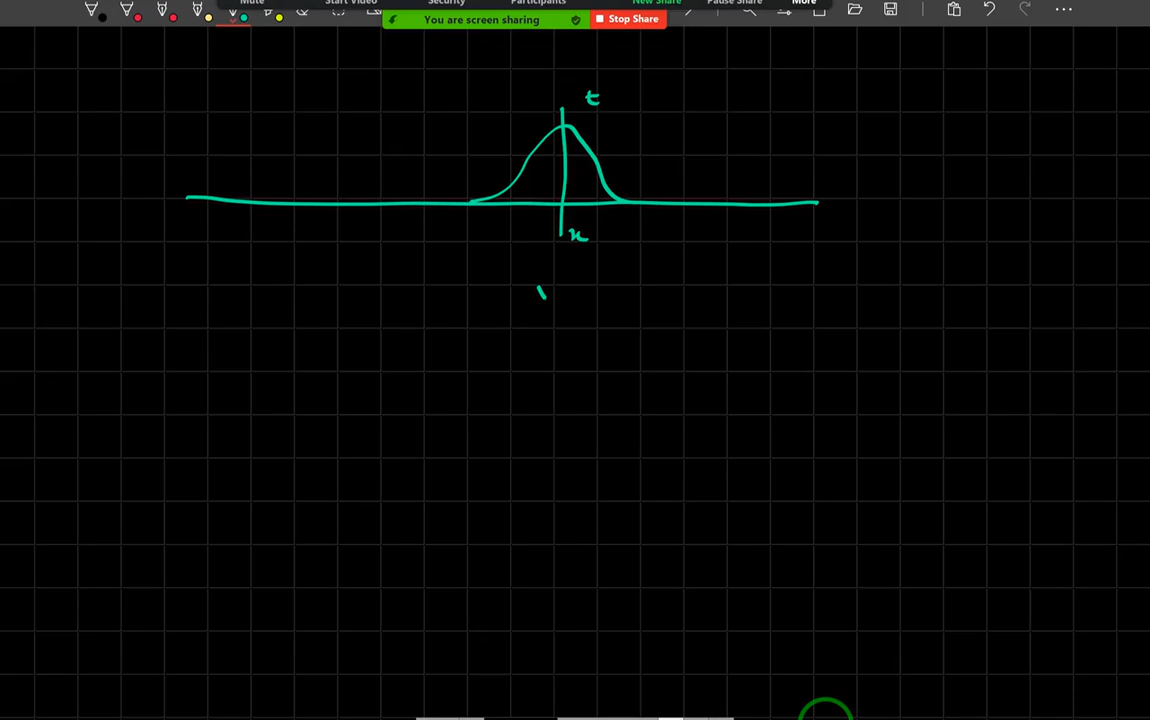 Mute Start Video Security Participants New Share Pause Share More
You are screen sharing Stop Share
t
x